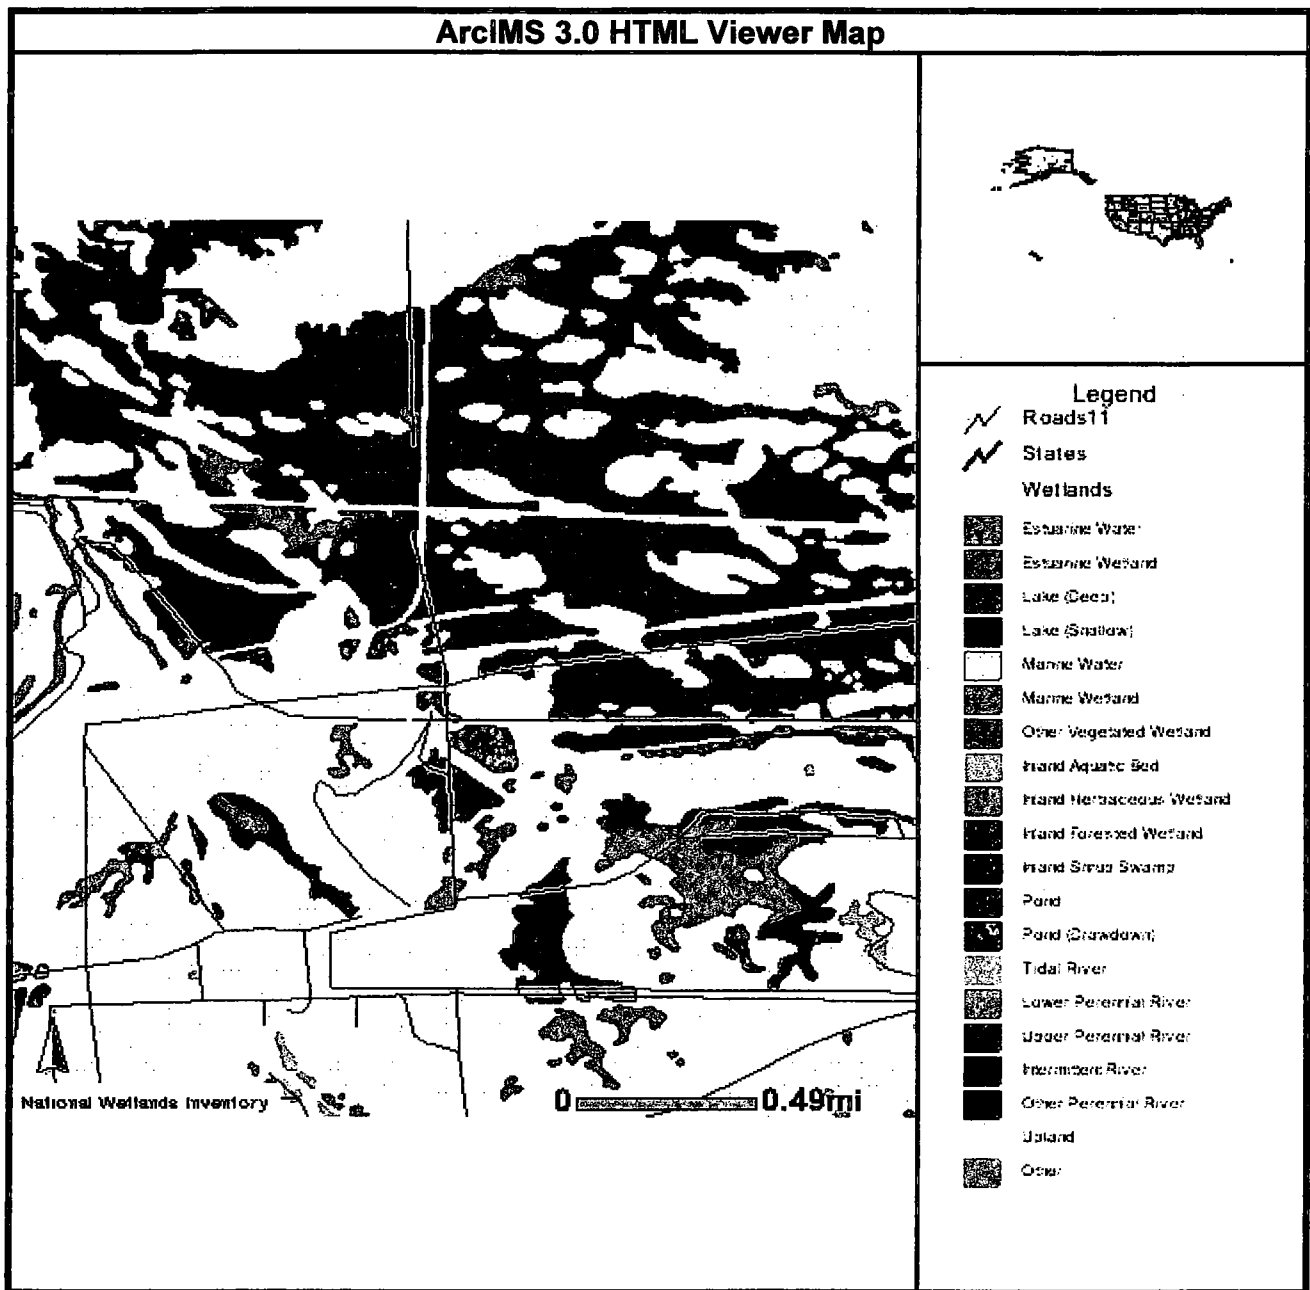 ArcIMS 3.0 HTML Viewer Map
Legend
Roads11
States
Wetlands
Estuarine Water
Estuarine Wetland
Lake (Deep)
Lake (Shallow)
Marine Water
Marine Wetland
Other Vegetated Wetland
Inland Aquatic Bed
Inland Herbaceous Wetland
Inland Forested Wetland
Inland Shrub Swamp
Pond
Pond (Drawdown)
Tidal River
Lower Perennial River
Upper Perennial River
Intermittent River
Other Perennial River
Upland
Other
National Wetlands Inventory
0 0.49mi